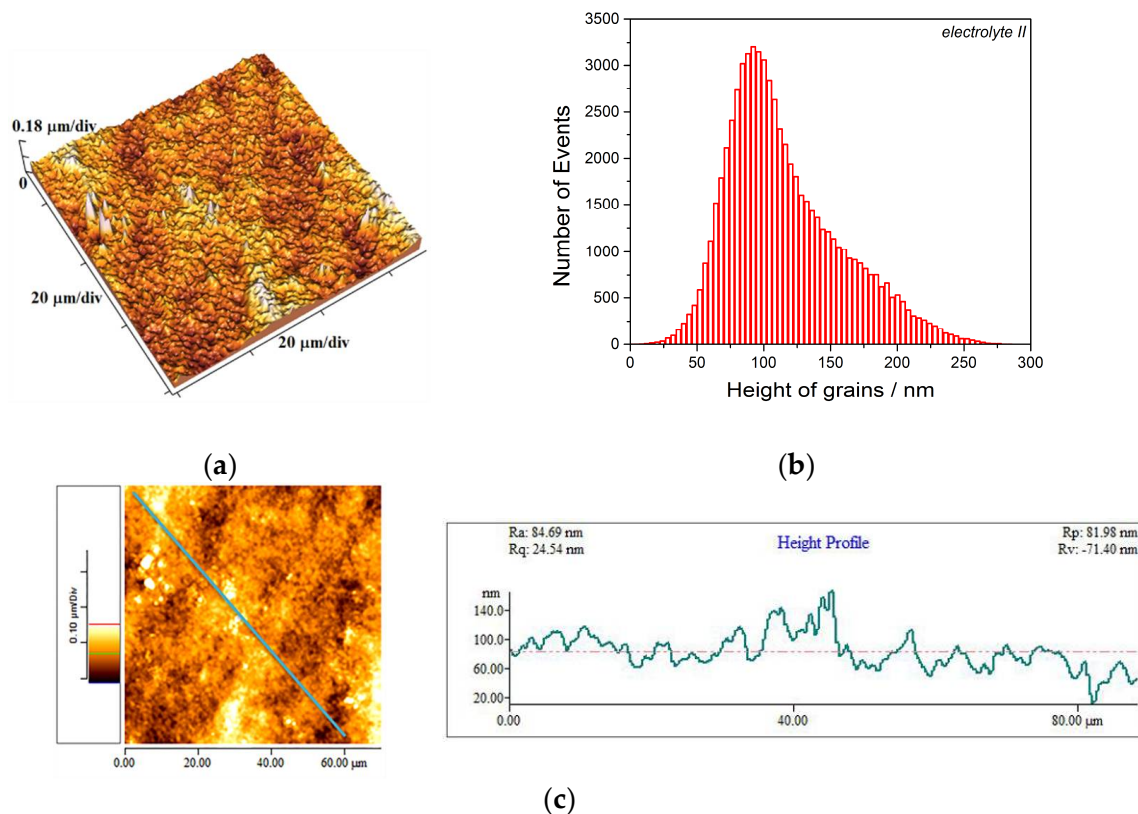 0.18 μm/div
0
20 μm/div
20 μm/div
(a)
electrolyte II
Number of Events
3500
3000
2500
2000
1500
1000
500
0
0 50 100 150 200 250 300
Height of grains / nm
(b)
0.10 μm/Div
0.00 20.00 40.00 60.00 μm
Ra: 84.69 nm
Rq: 24.54 nm
Height Profile
Rp: 81.98 nm
Rv: -71.40 nm
nm
140.0
100.0
60.00
20.00
0.00 40.00 80.00 μm
(c)